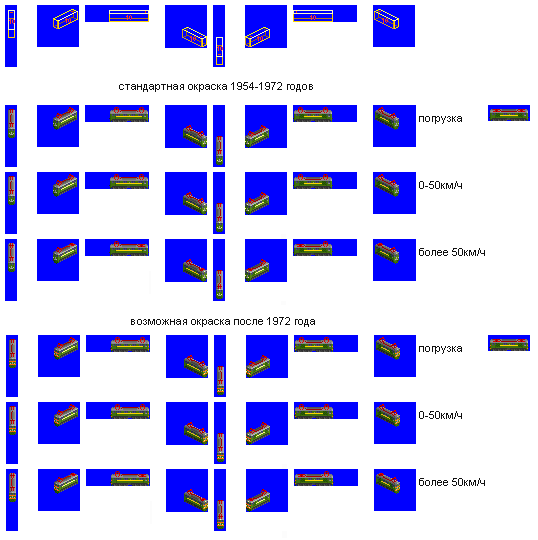 стандартная окраска 1954-1972 годов
погрузка
0-50км/ч
более 50км/ч
возможная окраска после 1972 года
погрузка
0-50км/ч
более 50км/ч